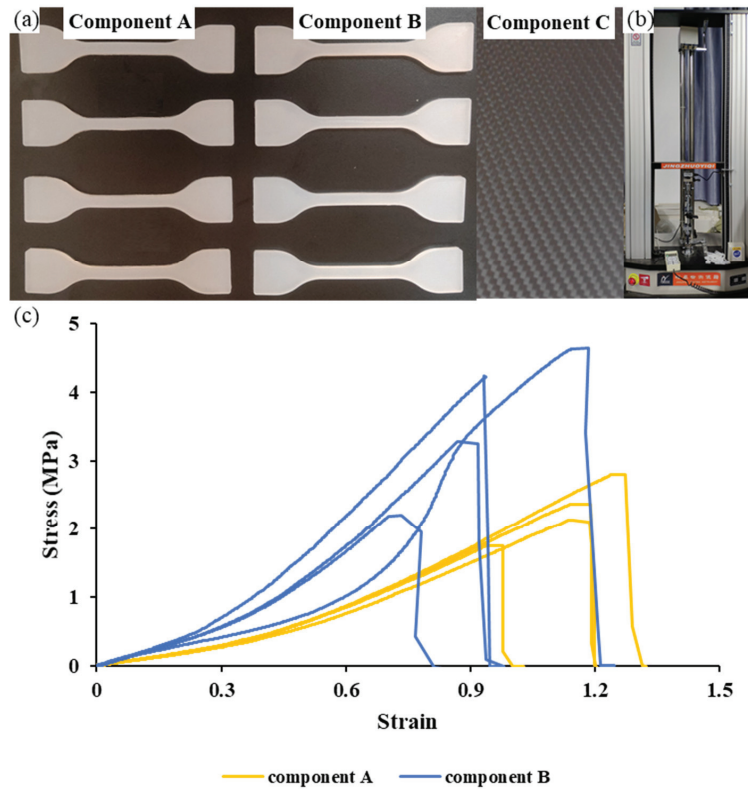 (a) Component A Component B Component C (b)
JINGZHUOYIQI
(c)
5
4
3
2
1
0
Stress (MPa)
0 0.3 0.6 0.9 1.2 1.5
Strain
component A component B